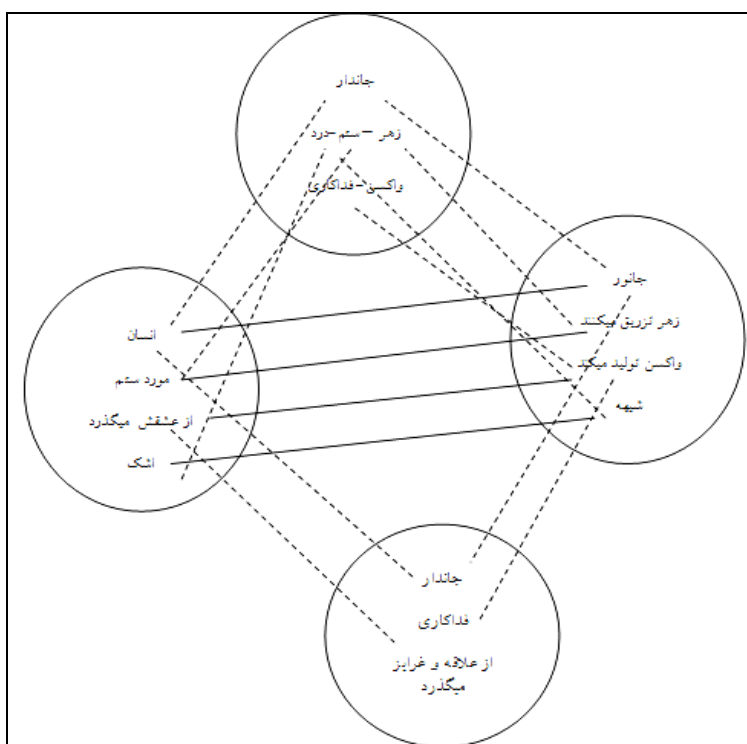 جاندار
زهر – ستم-درد
واکسن-فداکاری
جانور
زهر تزریق میکنند
واکسن تولید میکند
شیهه
انسان
مورد ستم
از عشقش میگذرد
اشک
جاندار
فداکاری
از علاقه و غرایز
میگذرد